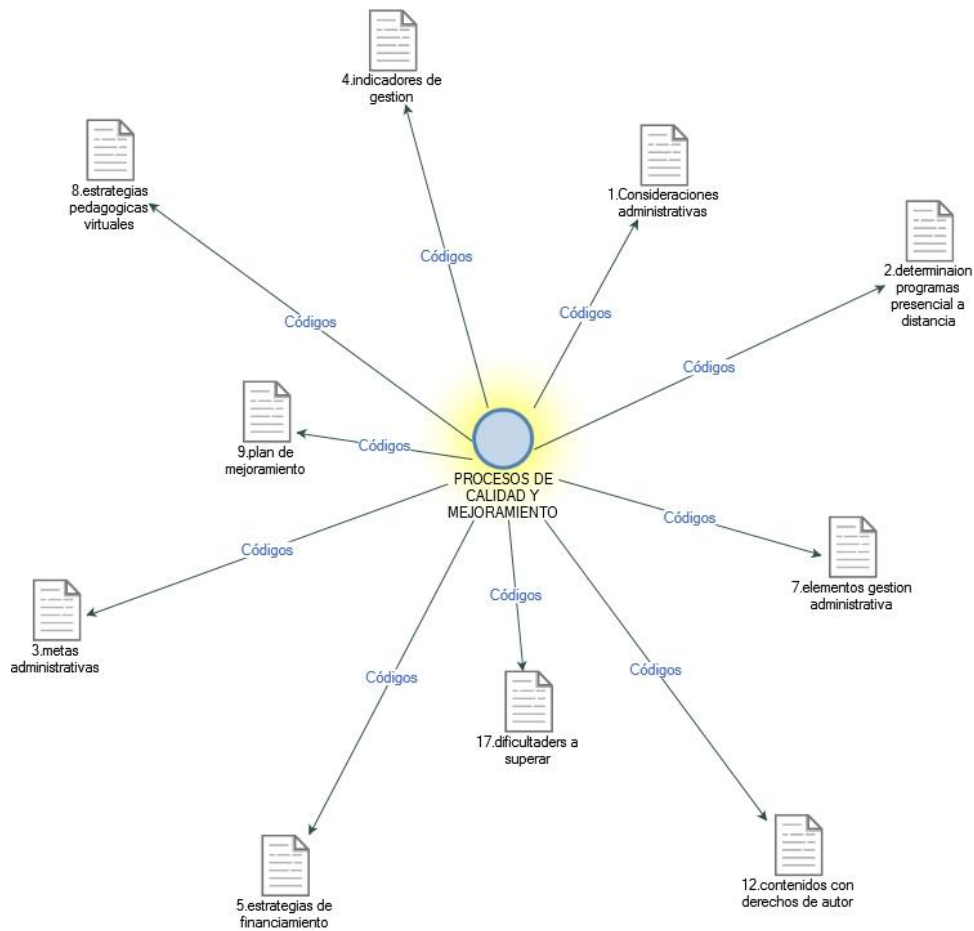 4.indicadores de
gestion
8.estrategias
pedagogicas
virtuales
1.Consideraciones
administrativas
2.determinaion
programas
presencial a
distancia
Códigos
Códigos
Códigos
Códigos
9.plan de
mejoramiento
Códigos
PROCESOS DE
CALIDAD Y
MEJORAMIENTO
Códigos
7.elementos gestion
administrativa
Códigos
3.metas
administrativas
Códigos
Códigos
Códigos
17.dificultaders a
superar
5.estrategias de
financiamiento
12.contenidos con
derechos de autor